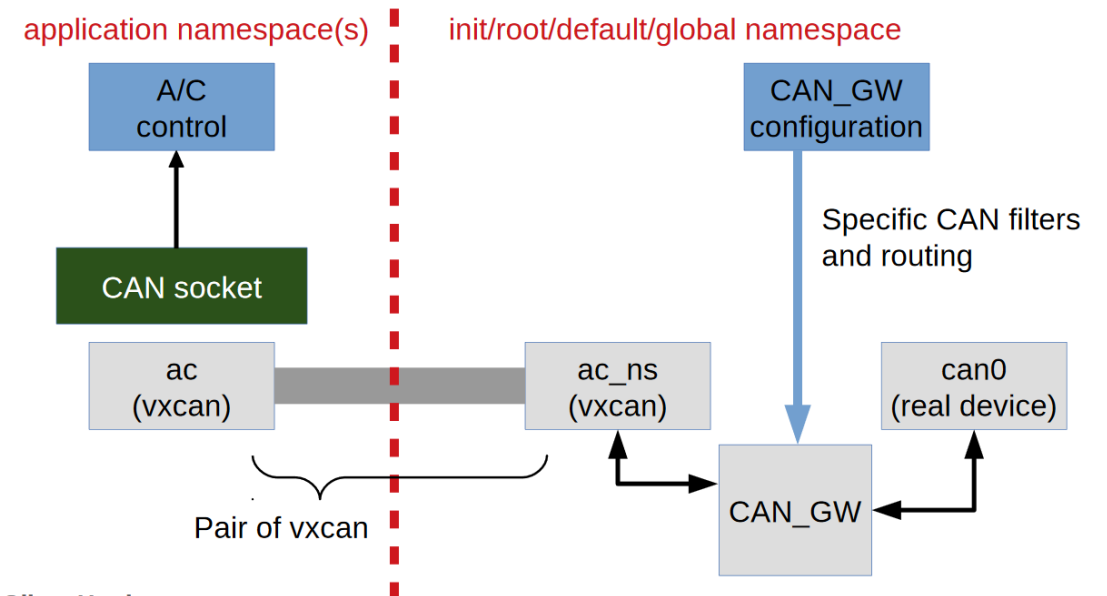 application namespace(s)
init/root/default/global namespace
A/C
control
CAN_GW
configuration
Specific CAN filters
and routing
CAN socket
ac
(vxcan)
ac_ns
(vxcan)
can0
(real device)
CAN_GW
Pair of vxcan